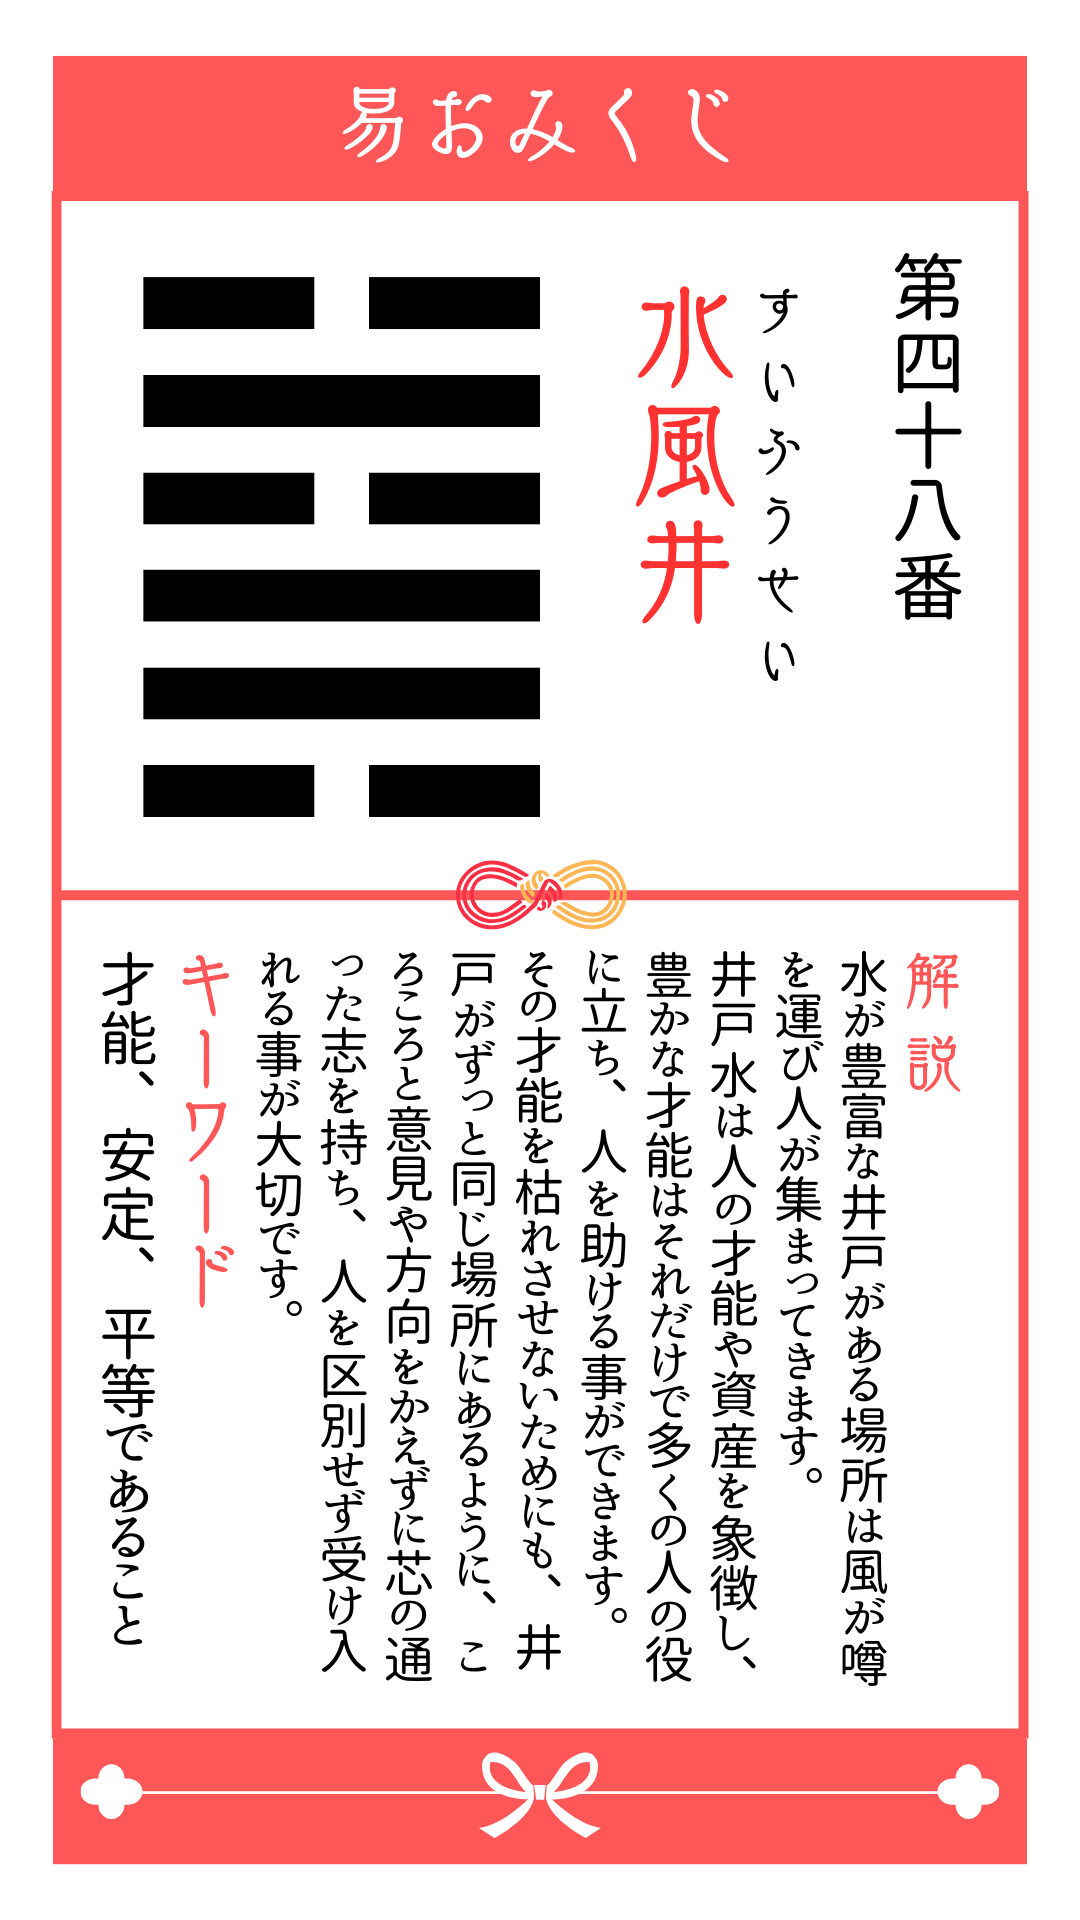 易おみくじ
第四十八番
すいふうせい
水風井
解説
水が豊富な井戸がある場所は風が噂
を運び人が集まってきます。
井戸水は人の才能や資産を象徴し、
豊かな才能はそれだけで多くの人の役
に立ち、人を助ける事ができます。
その才能を枯れさせないためにも、井
戸がずっと同じ場所にあるように、こ
ろころと意見や方向をかえずに芯の通
った志を持ち、人を区別せず受け入
れる事が大切です。
キーワード
才能、安定、平等であること